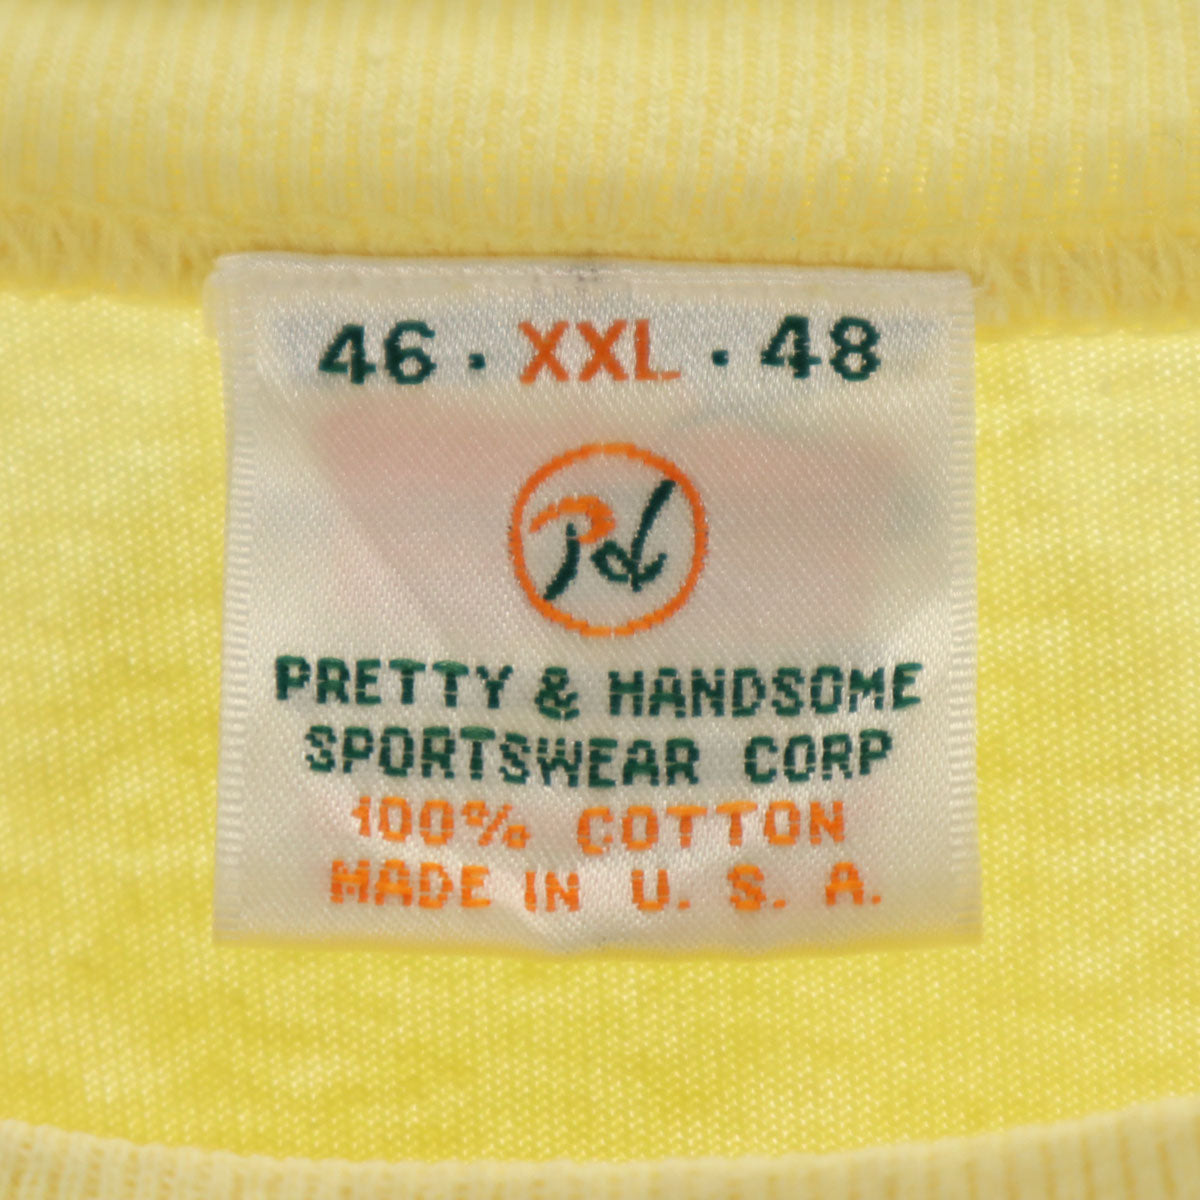 46 · XXL · 48
PRETTY & HANDSOME
SPORTSWEAR CORP
100% COTTON
MADE IN U. S. A.